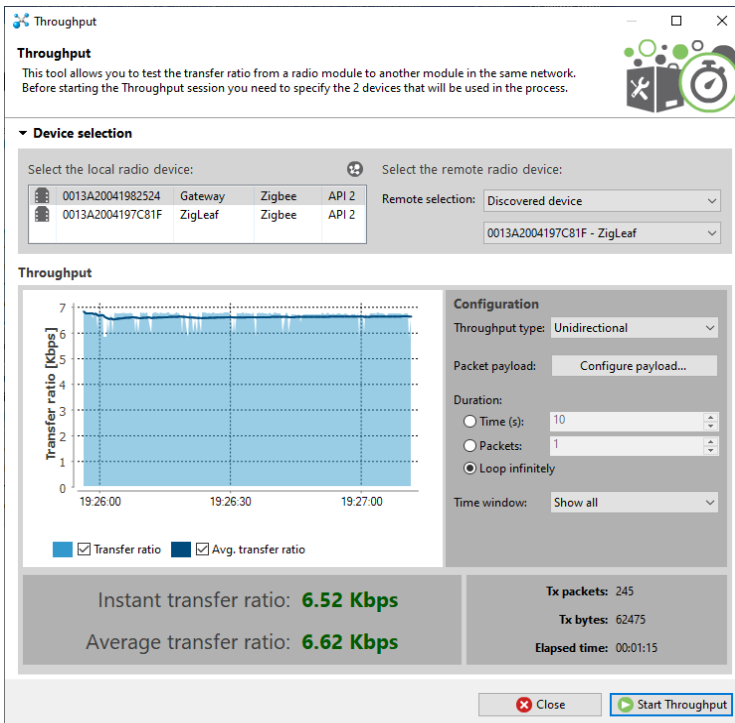 Throughput
Throughput
This tool allows you to test the transfer ratio from a radio module to another module in the same network.
Before starting the Throughput session you need to specify the 2 devices that will be used in the process.
Device selection
Select the local radio device:
0013A20041982524 Gateway Zigbee API 2
0013A2004197C81F ZigLeaf Zigbee API 2
Select the remote radio device:
Remote selection: Discovered device
0013A2004197C81F - ZigLeaf
Throughput
Transfer ratio [Kbps]
7
6
5
4
3
2
1
0
19:26:00 19:26:30 19:27:00
Transfer ratio Avg. transfer ratio
Configuration
Throughput type: Unidirectional
Packet payload: Configure payload...
Duration:
Time (s): 10
Packets: 1
Loop infinitely
Time window: Show all
Instant transfer ratio: 6.52 Kbps
Average transfer ratio: 6.62 Kbps
Tx packets: 245
Tx bytes: 62475
Elapsed time: 00:01:15
Close Start Throughput